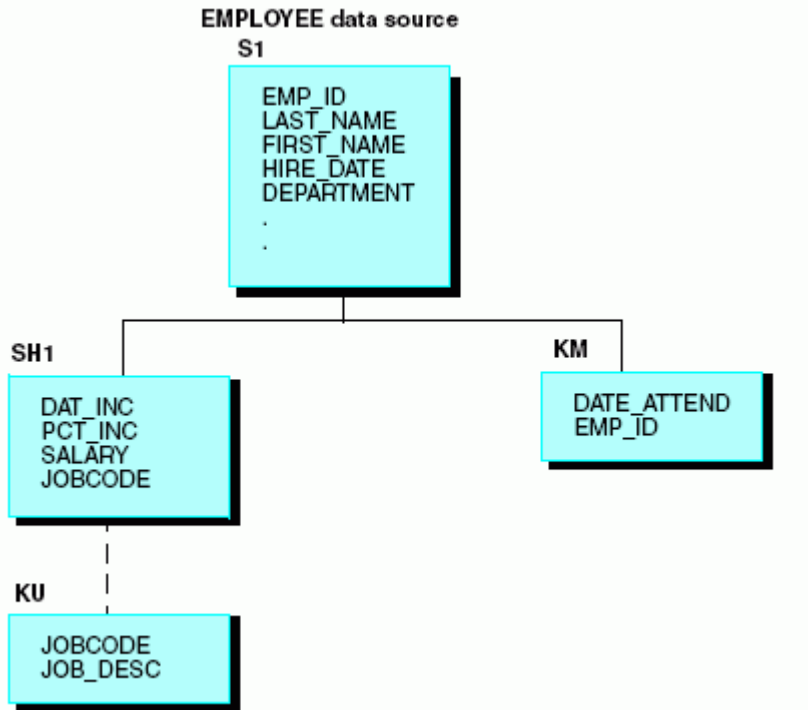 EMPLOYEE data source
S1
EMP_ID
LAST_NAME
FIRST_NAME
HIRE_DATE
DEPARTMENT
.
.
SH1
DAT_INC
PCT_INC
SALARY
JOBCODE
KM
DATE_ATTEND
EMP_ID
KU
JOBCODE
JOB_DESC